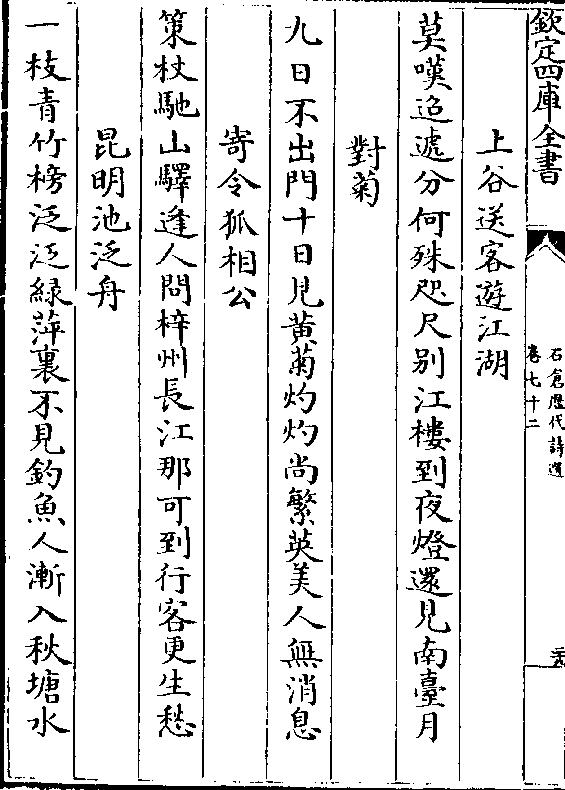 欽定四庫全書
石倉歴代詩選
卷七十二
上谷送客遊江湖
莫嘆迢遞分何殊咫尺别江樓到夜燈還見南臺月
對菊
九日不出門十日見黄菊灼灼尚繁英美人無消息
寄令狐相公
策杖馳山驛逢人問梓州長江那可到行客更生愁
昆明池泛舟
一枝青竹榜泛泛緑萍裏不見釣魚人漸入秋塘水